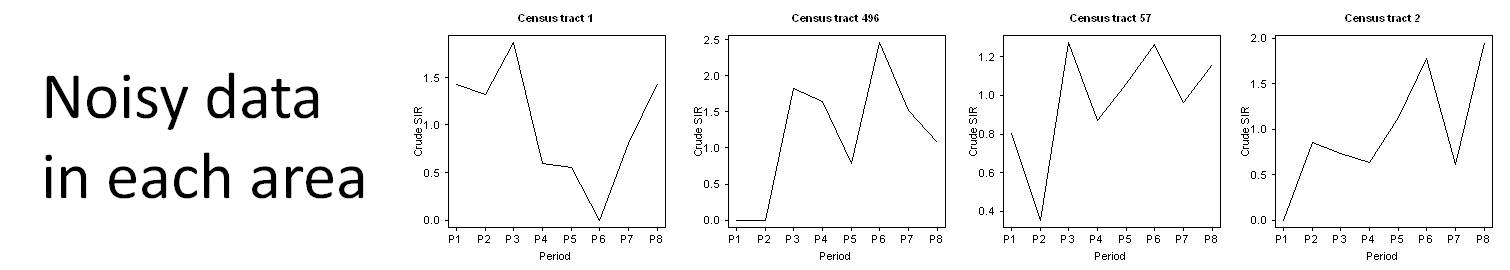 Noisy data
in each area
Census tract 1
Crude SIR
1.5
1.0
0.5
0.0
P1 P2 P3 P4 P5 P6 P7 P8
Period
Census tract 496
Crude SIR
2.5
2.0
1.5
1.0
0.5
0.0
P1 P2 P3 P4 P5 P6 P7 P8
Period
Census tract 57
Crude SIR
1.2
1.0
0.8
0.6
0.4
P1 P2 P3 P4 P5 P6 P7 P8
Period
Census tract 2
Crude SIR
2.0
1.5
1.0
0.5
0.0
P1 P2 P3 P4 P5 P6 P7 P8
Period